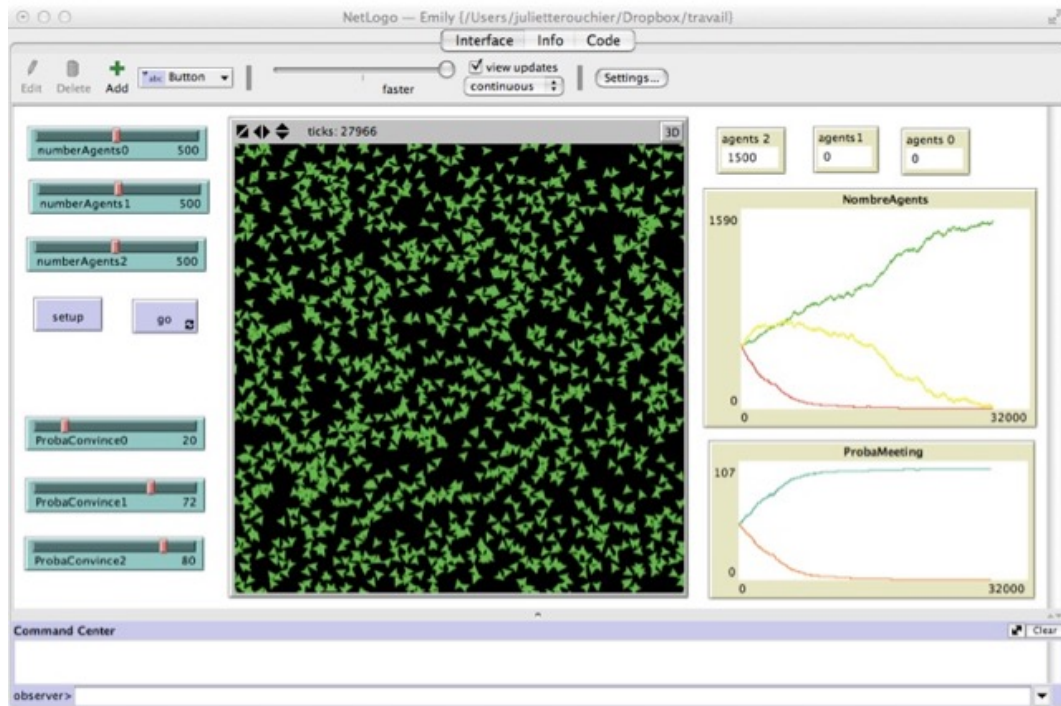 NetLogo — Emily {/Users/julietterouchier/Dropbox/travail}
Interface Info Code
Edit Delete Add abc Button faster view updates continuous Settings...
numberAgents0 500
numberAgents1 500
numberAgents2 500
setup go
ProbaConvince0 20
ProbaConvince1 72
ProbaConvince2 80
ticks: 27966 3D
agents 2 agents1 agents 0
1500 0 0
NombreAgents
1590
0
0 32000
ProbaMeeting
107
0
0 32000
Command Center Clear
observer>